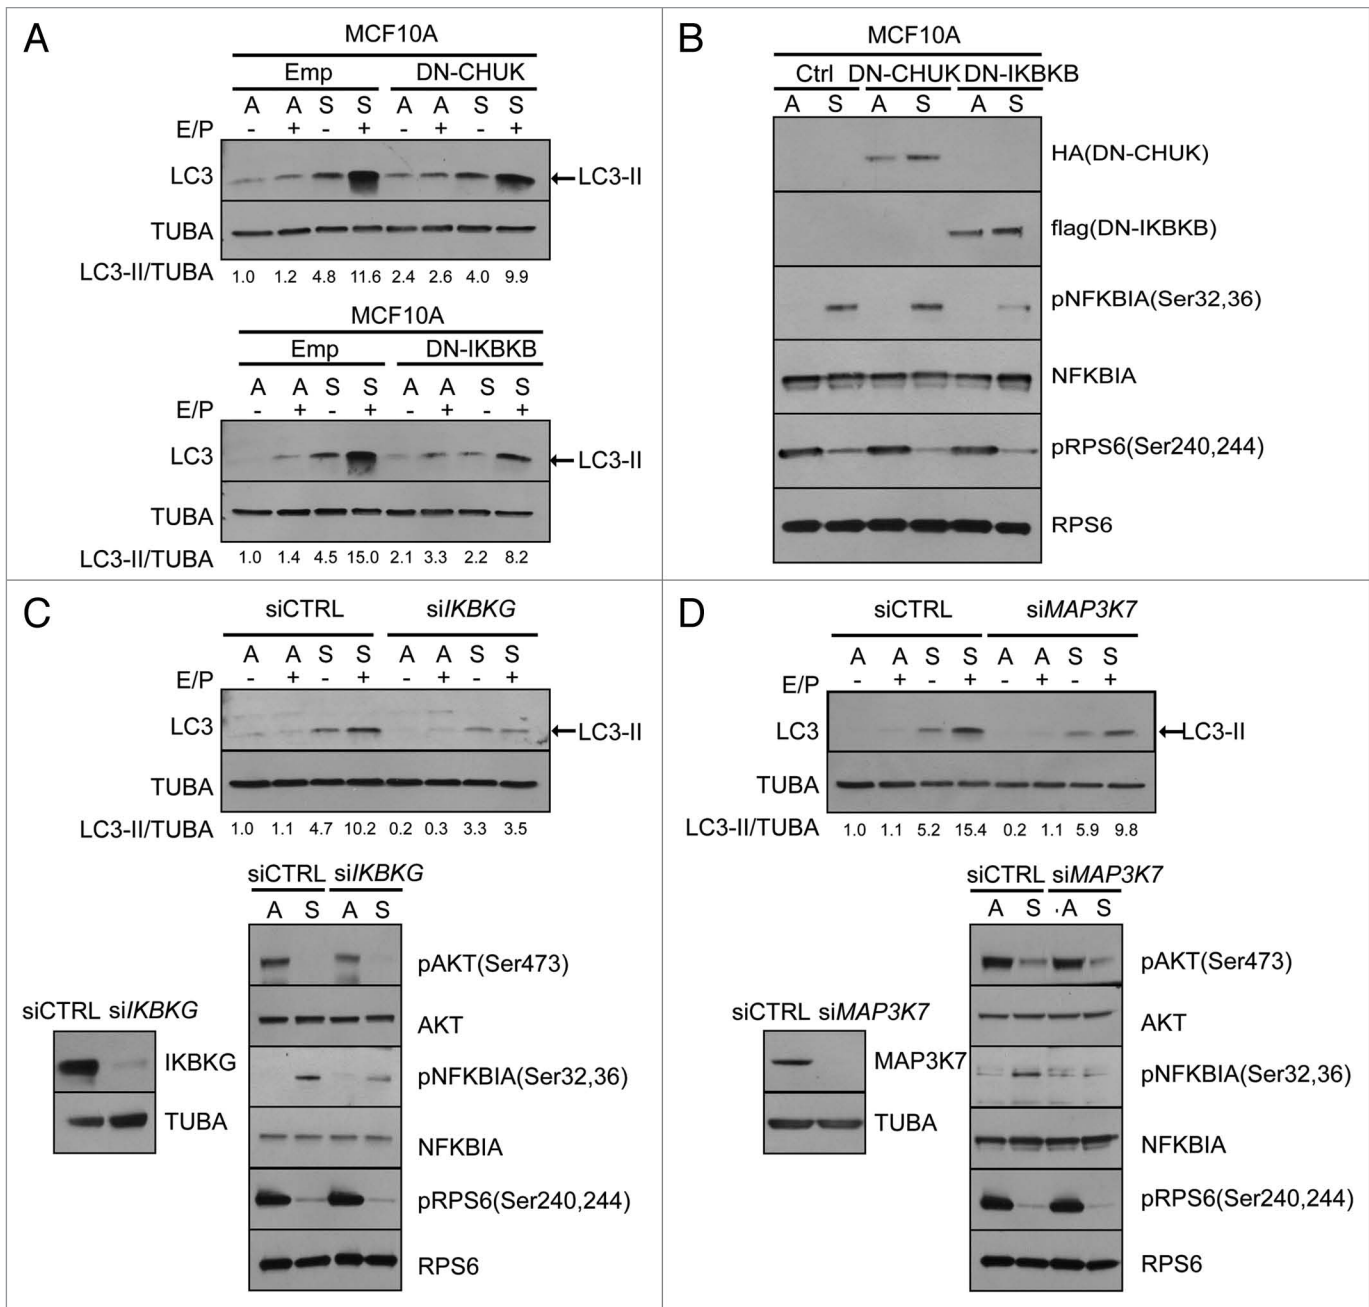 A
MCF10A
Emp DN-CHUK
A A S S A A S S
E/P - + - + - + - +
LC3 ←LC3-II
TUBA
LC3-II/TUBA 1.0 1.2 4.8 11.6 2.4 2.6 4.0 9.9
MCF10A
Emp DN-IKBKB
A A S S A A S S
E/P - + - + - + - +
LC3 ←LC3-II
TUBA
LC3-II/TUBA 1.0 1.4 4.5 15.0 2.1 3.3 2.2 8.2
B
MCF10A
Ctrl DN-CHUK DN-IKBKB
A S A S A S
HA(DN-CHUK)
flag(DN-IKBKB)
pNFKBIA(Ser32,36)
NFKBIA
pRPS6(Ser240,244)
RPS6
C
siCTRL siIKBKG
A A S S A A S S
E/P - + - + - + - +
LC3 ←LC3-II
TUBA
LC3-II/TUBA 1.0 1.1 4.7 10.2 0.2 0.3 3.3 3.5
siCTRL siIKBKG
IKBKG
TUBA
siCTRL siIKBKG
A S A S
pAKT(Ser473)
AKT
pNFKBIA(Ser32,36)
NFKBIA
pRPS6(Ser240,244)
RPS6
D
siCTRL siMAP3K7
A A S S A A S S
E/P - + - + - + - +
LC3 ←LC3-II
TUBA
LC3-II/TUBA 1.0 1.1 5.2 15.4 0.2 1.1 5.9 9.8
siCTRL siMAP3K7
MAP3K7
TUBA
siCTRL siMAP3K7
A S A S
pAKT(Ser473)
AKT
pNFKBIA(Ser32,36)
NFKBIA
pRPS6(Ser240,244)
RPS6